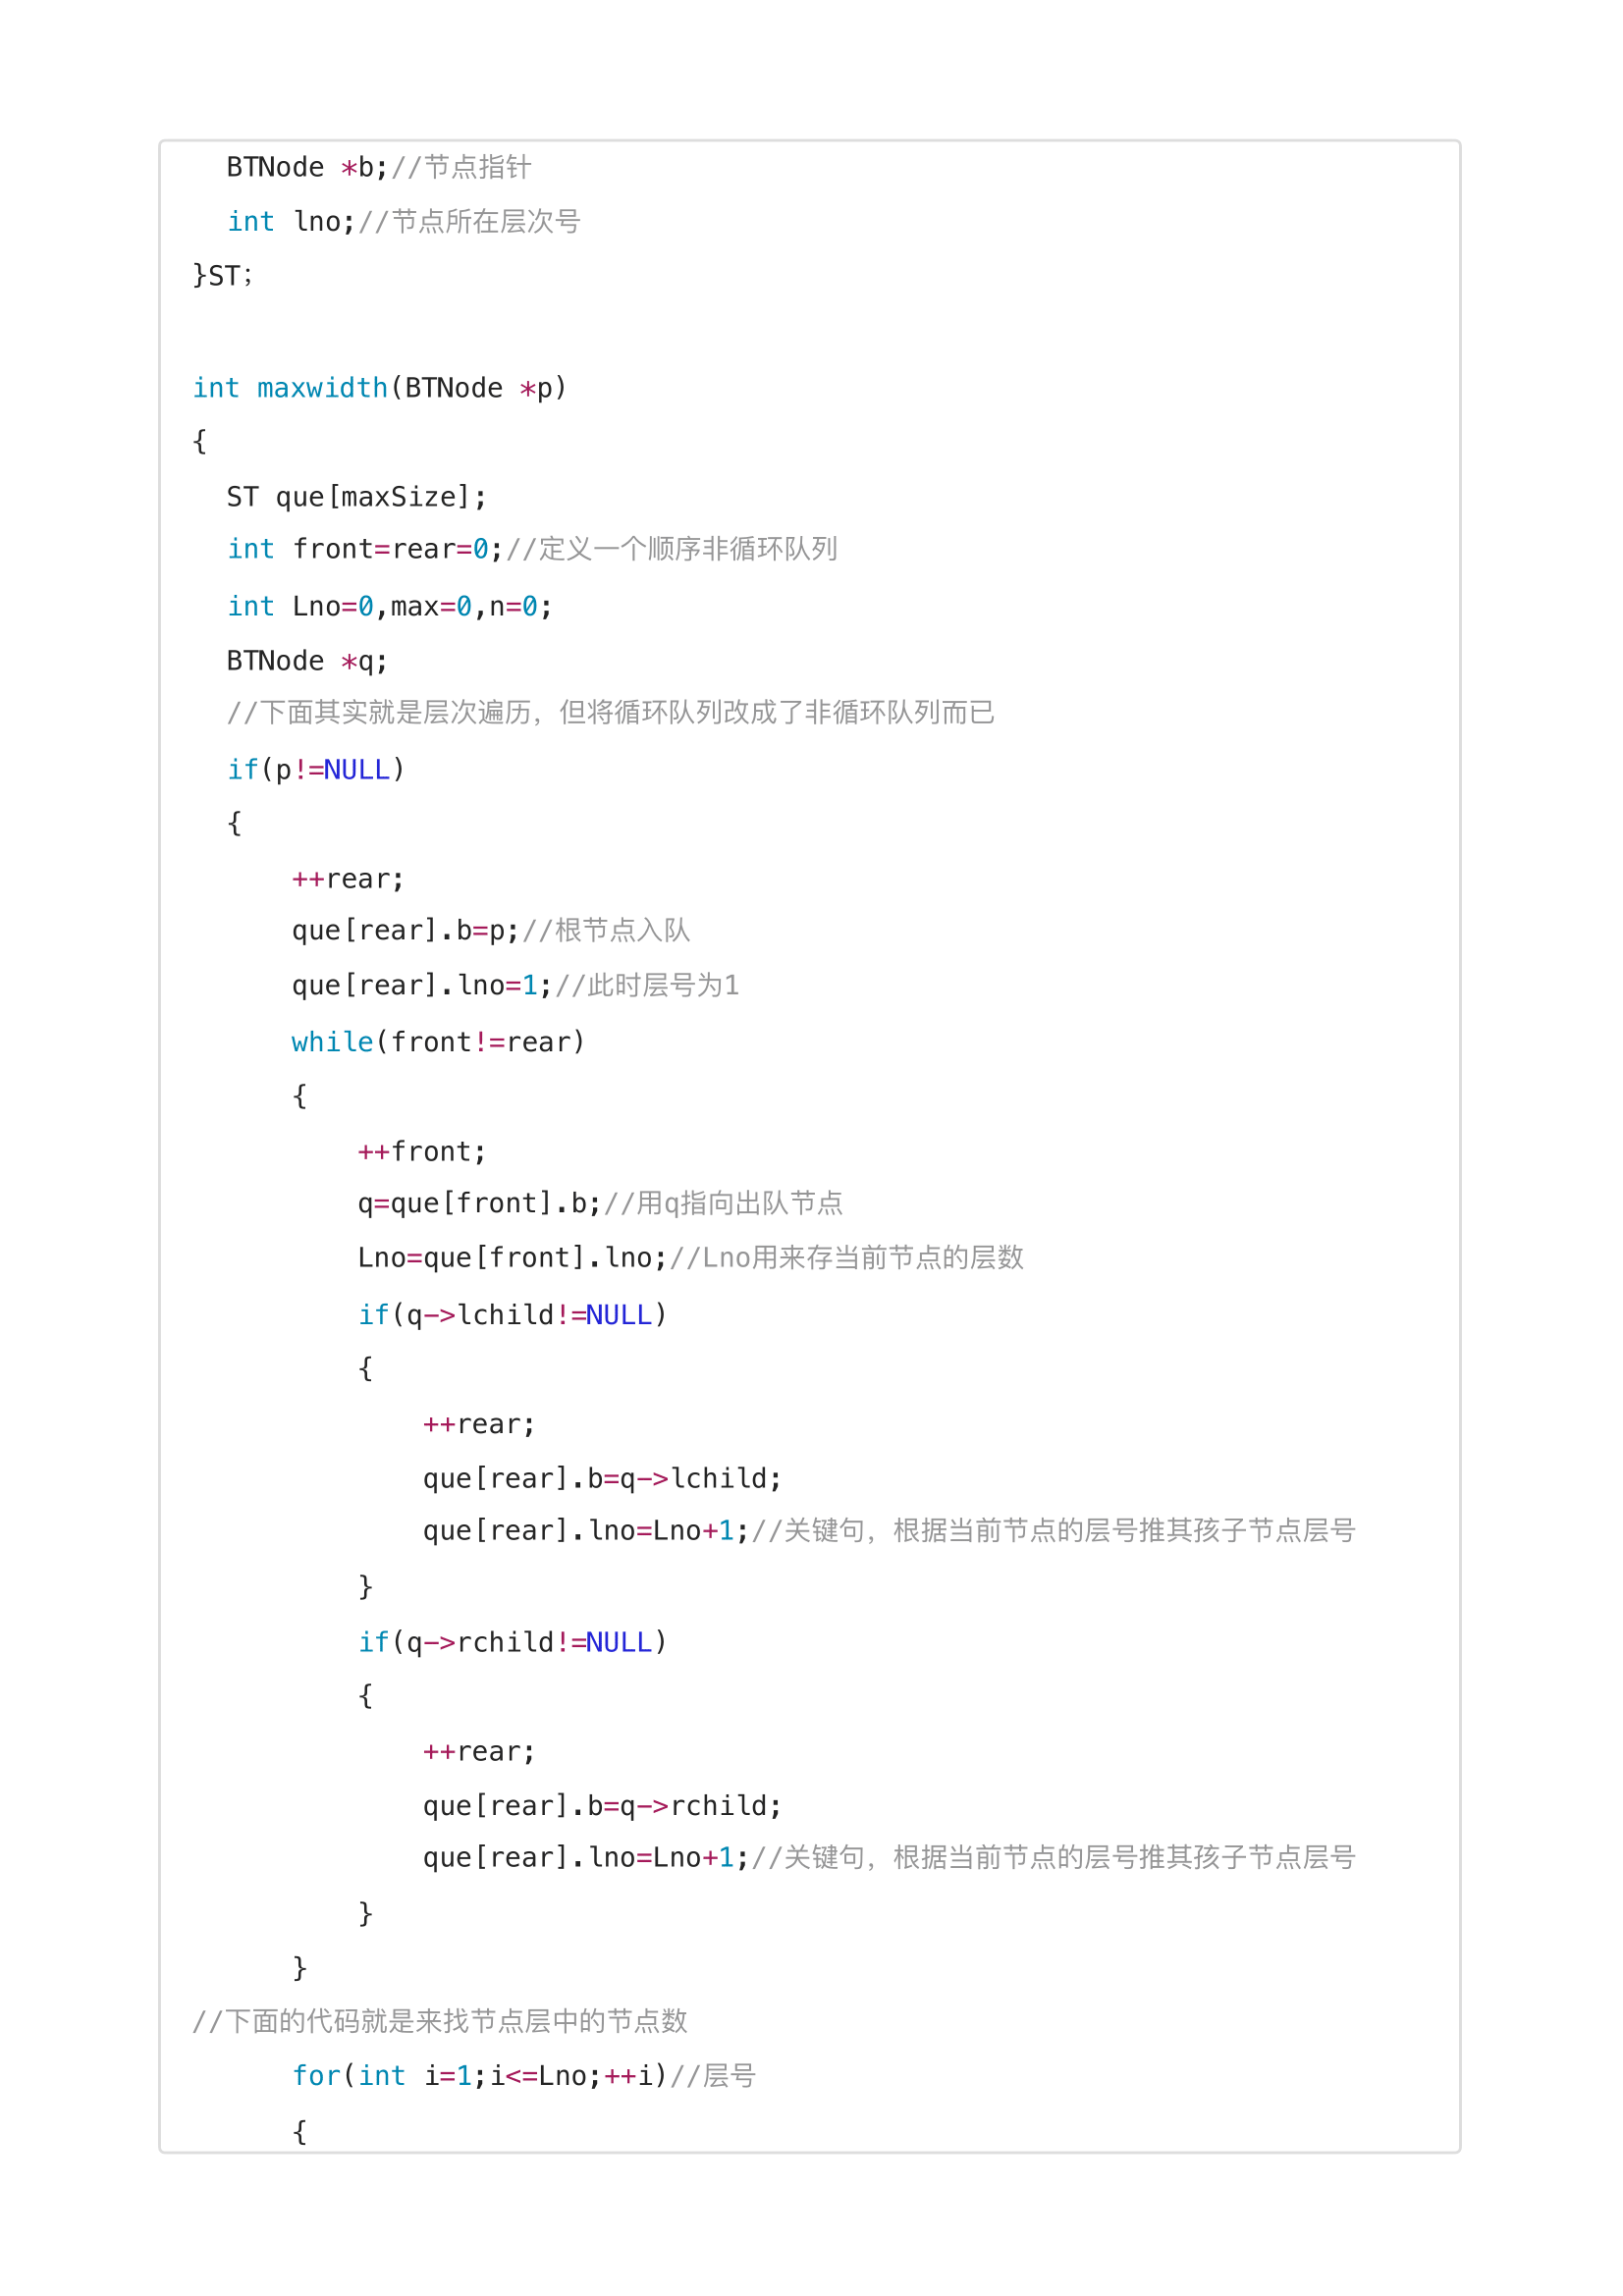 BTNode *b;//节点指针
int lno;//节点所在层次号
}ST;
int maxwidth(BTNode *p)
{
ST que[maxSize];
int front=rear=0;//定义一个顺序非循环队列
int Lno=0,max=0,n=0;
BTNode *q;
//下面其实就是层次遍历，但将循环队列改成了非循环队列而已
if(p!=NULL)
{
++rear;
que[rear].b=p;//根节点入队
que[rear].lno=1;//此时层号为1
while(front!=rear)
{
++front;
q=que[front].b;//用q指向出队节点
Lno=que[front].lno;//Lno用来存当前节点的层数
if(q->lchild!=NULL)
{
++rear;
que[rear].b=q->lchild;
que[rear].lno=Lno+1;//关键句，根据当前节点的层号推其孩子节点层号
}
if(q->rchild!=NULL)
{
++rear;
que[rear].b=q->rchild;
que[rear].lno=Lno+1;//关键句，根据当前节点的层号推其孩子节点层号
}
}
//下面的代码就是来找节点层中的节点数
for(int i=1;i<=Lno;++i)//层号
{